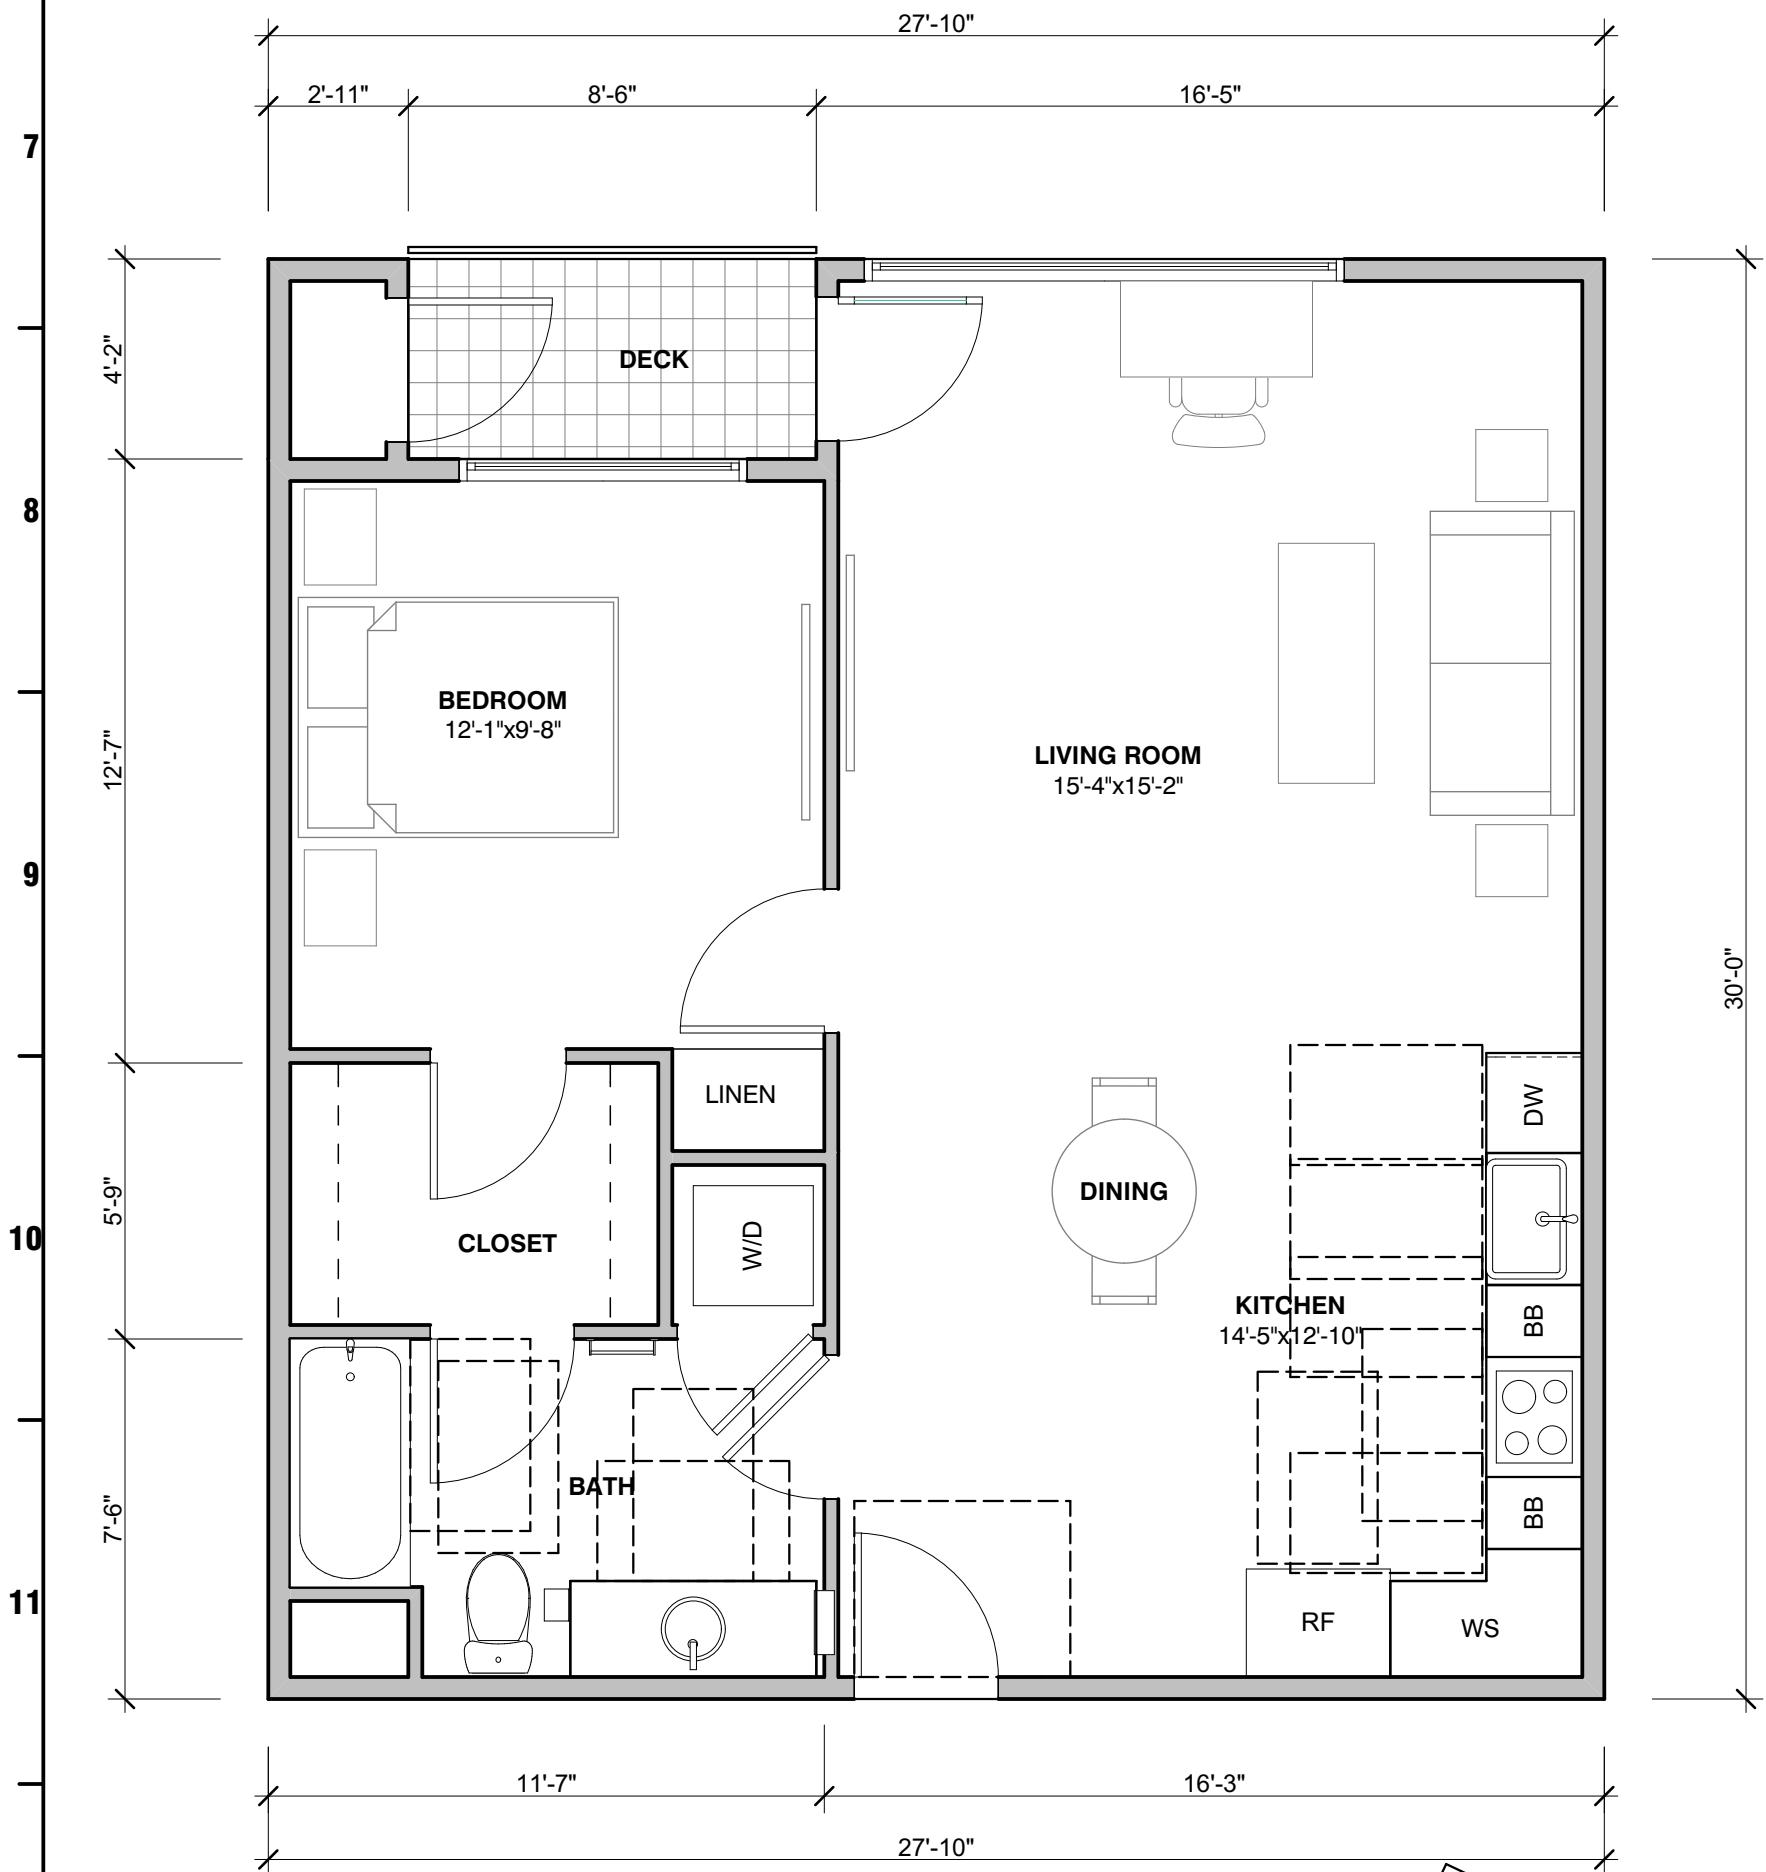 27'-10"
2'-11"
8'-6"
16'-5"
7
4'-2"
DECK
8
BEDROOM
12'-1"x9'-8"
12'-7"
LIVING ROOM
15'-4"x15'-2"
9
30'-0"
LINEN
DW
5'-9"
DINING
10
CLOSET
W/D
KITCHEN
14'-5"x12'-10"
BB
7'-6"
BATH
BB
11
RF
WS
11'-7"
16'-3"
27'-10"